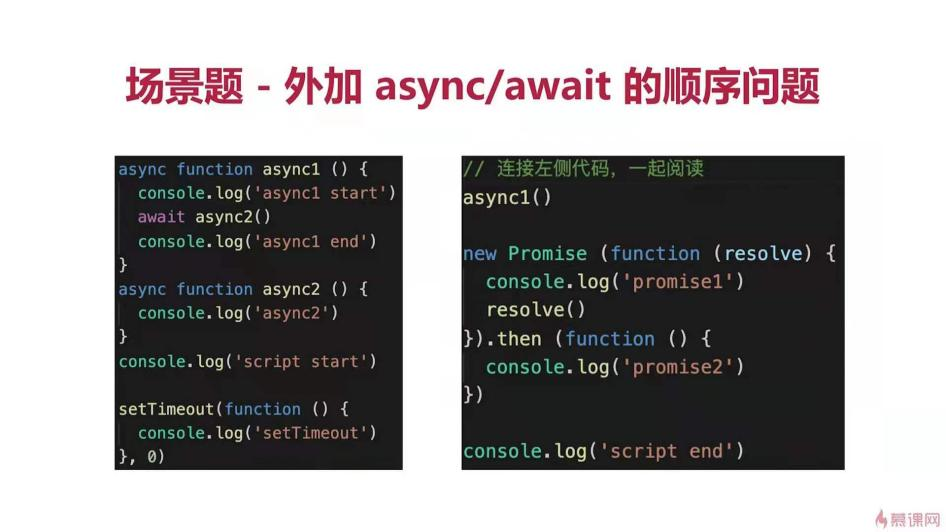 场景题 - 外加 async/await 的顺序问题
async function async1 () {
  console.log('async1 start')
  await async2()
  console.log('async1 end')
}
async function async2 () {
  console.log('async2')
}
console.log('script start')
setTimeout(function () {
  console.log('setTimeout')
}, 0)
// 连接左侧代码，一起阅读
async1()
new Promise (function (resolve) {
  console.log('promise1')
  resolve()
}).then (function () {
  console.log('promise2')
})
console.log('script end')
慕课网